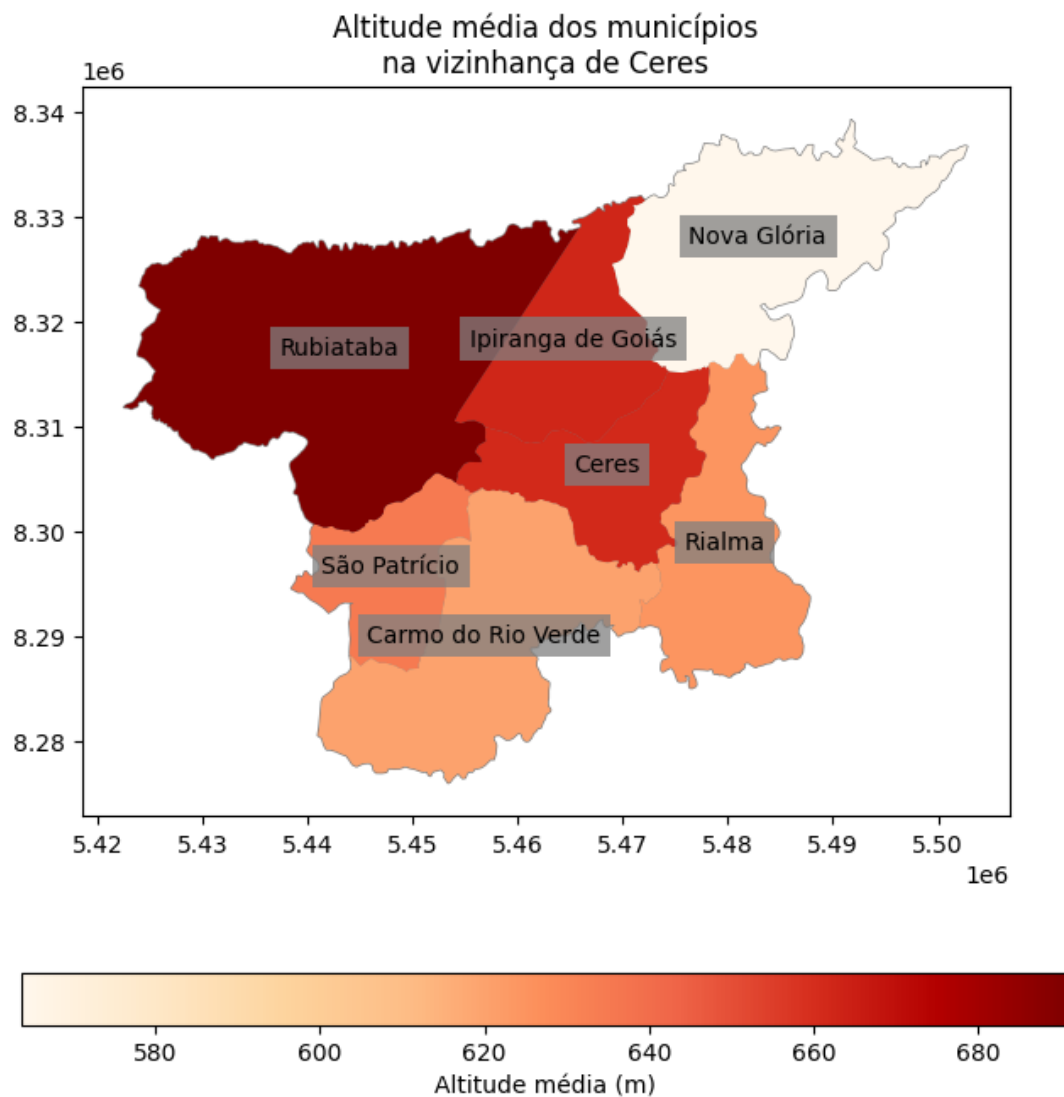 Altitude média dos municípios
na vizinhança de Ceres
1e6
8.34
8.33
8.32
8.31
8.30
8.29
8.28
Nova Glória
Ipiranga de Goiás
Rubiataba
Ceres
Rialma
São Patrício
Carmo do Rio Verde
5.42 5.43 5.44 5.45 5.46 5.47 5.48 5.49 5.50
1e6
580 600 620 640 660 680
Altitude média (m)